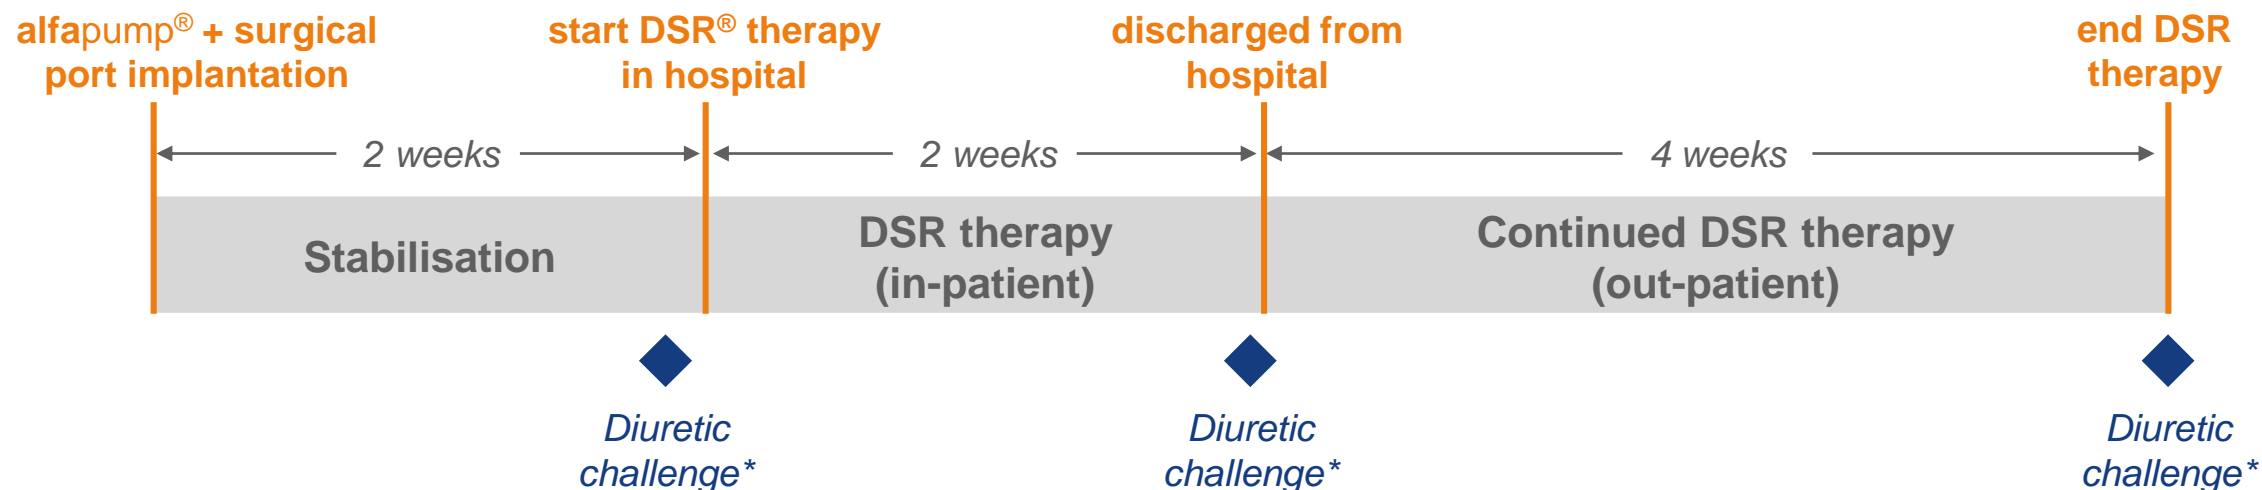 alfapump® + surgical
port implantation
start DSR® therapy
in hospital
discharged from
hospital
end DSR
therapy
2 weeks
2 weeks
4 weeks
Stabilisation
DSR therapy
(in-patient)
Continued DSR therapy
(out-patient)
Diuretic
challenge*
Diuretic
challenge*
Diuretic
challenge*